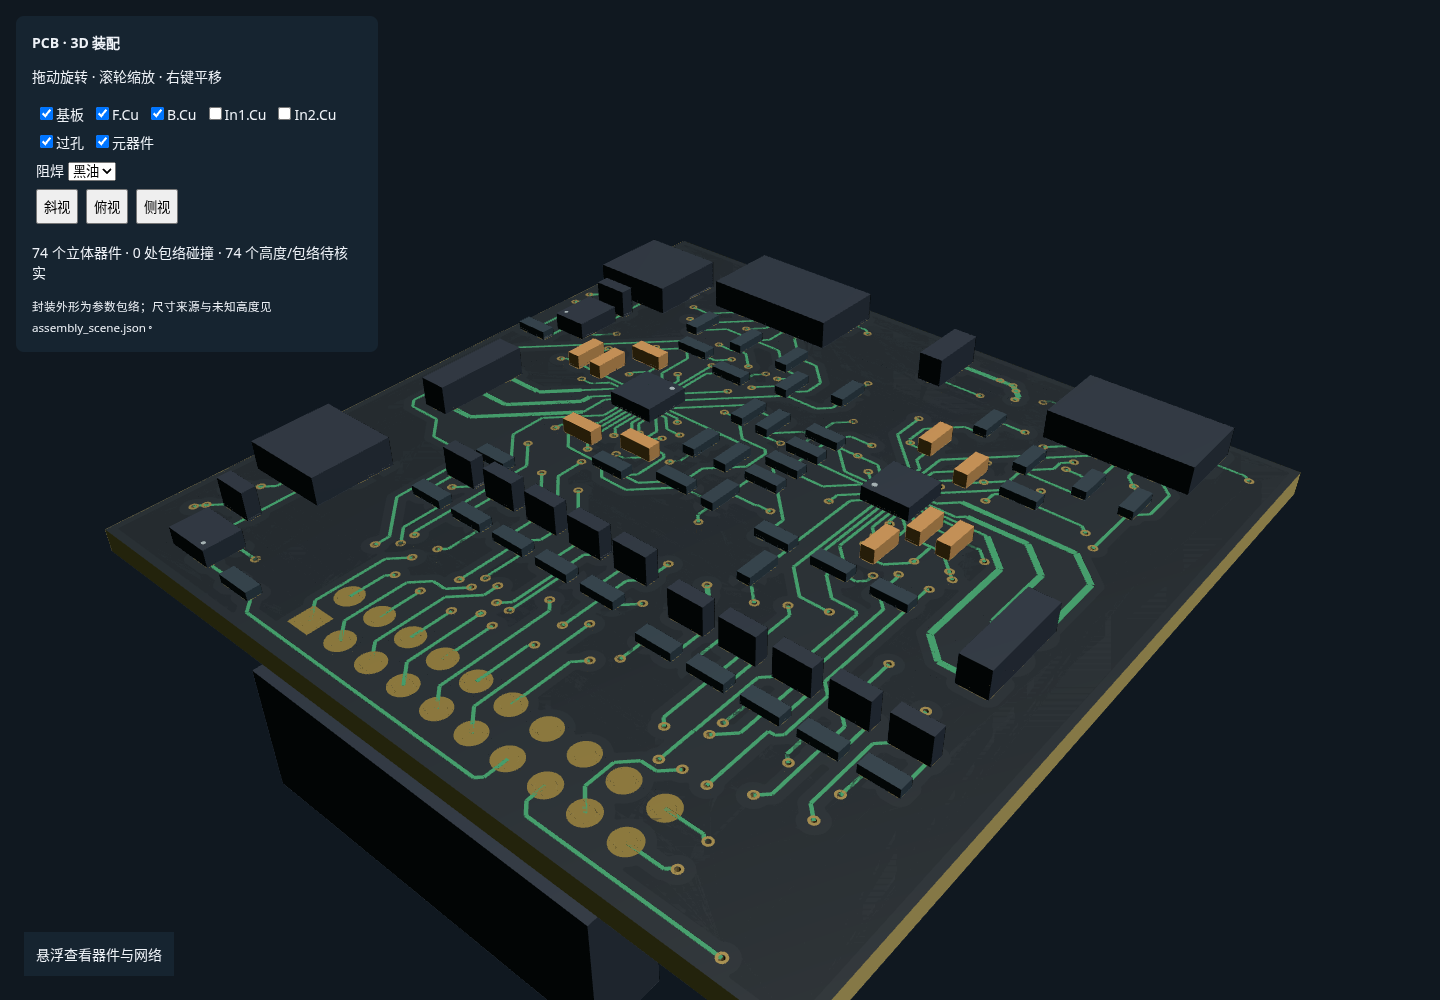 PCB · 3D 装配
拖动旋转 · 滚轮缩放 · 右键平移
基板 F.Cu B.Cu In1.Cu In2.Cu
过孔 元器件
阻焊 黑油
斜视 俯视 侧视
74 个立体器件 · 0 处包络碰撞 · 74 个高度/包络待核
实
封装外形为参数包络；尺寸来源与未知高度见
assembly_scene.json。
悬浮查看器件与网络